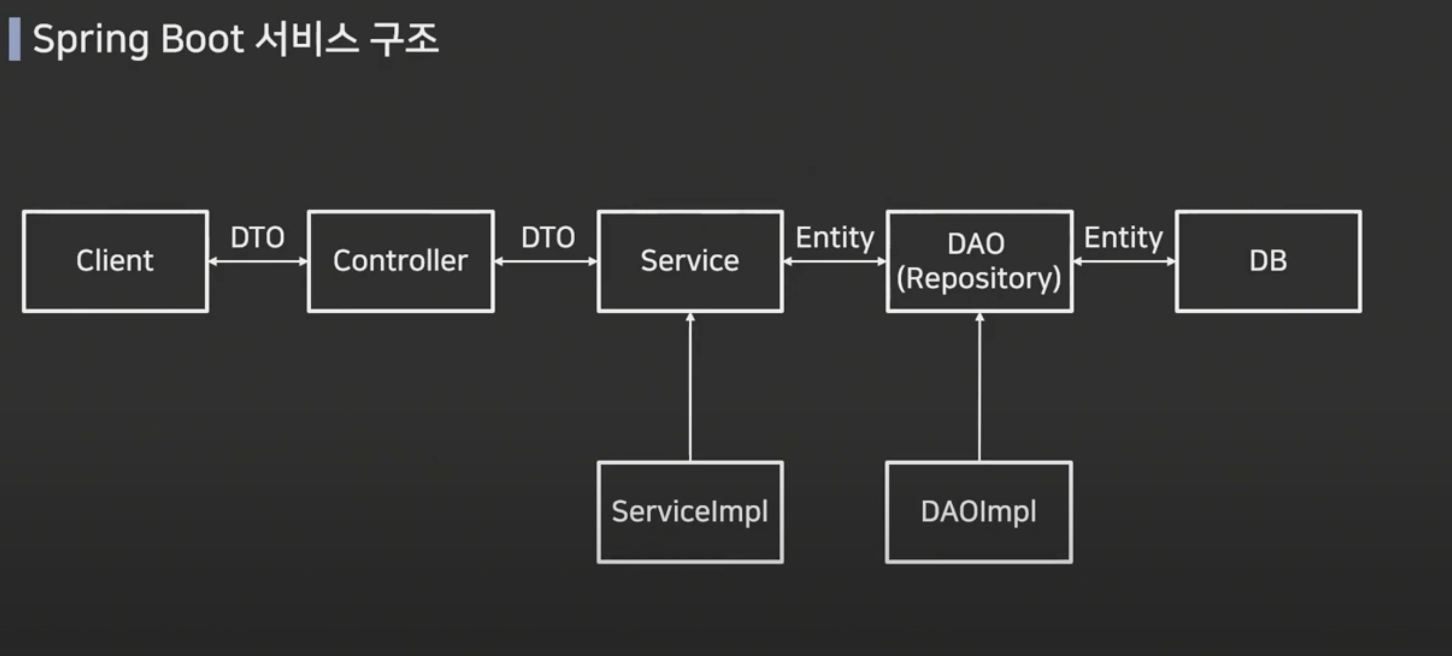 Spring Boot 서비스 구조
Client
DTO
Controller
DTO
Service
Entity
DAO
(Repository)
Entity
DB
ServiceImpl
DAOImpl